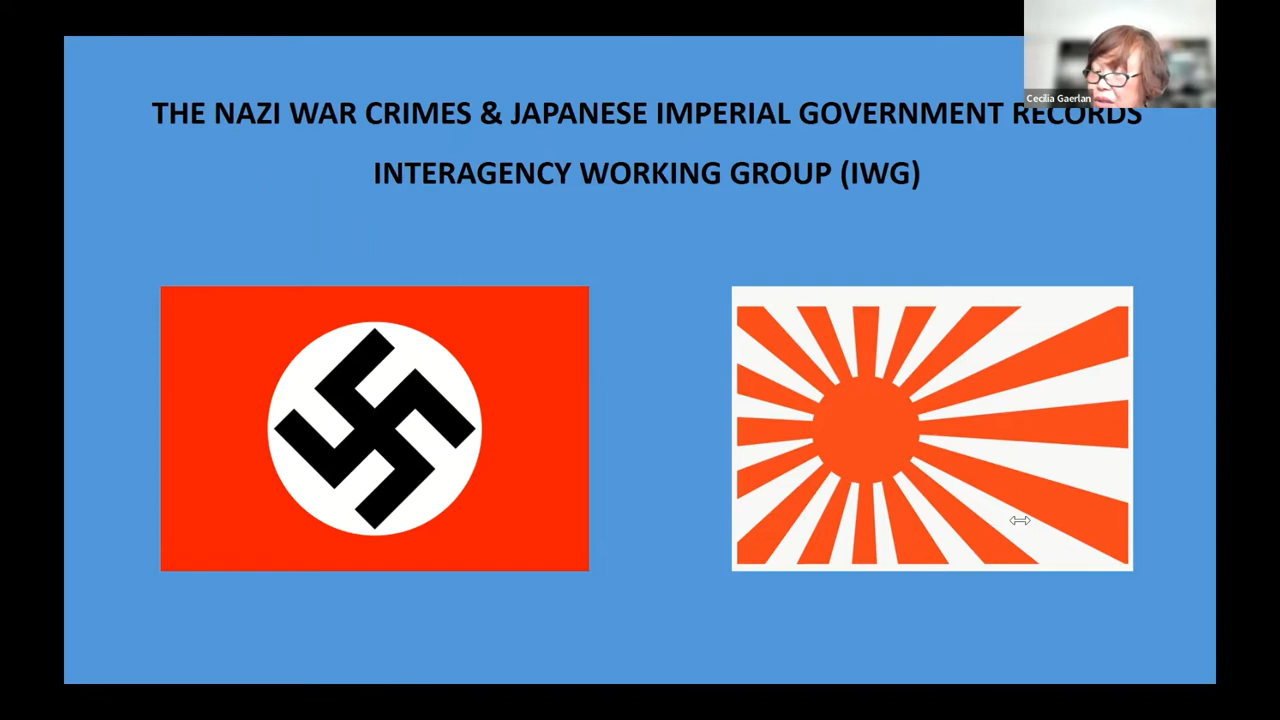 THE NAZI WAR CRIMES & JAPANESE IMPERIAL GOVERNMENT RECORDS
INTERAGENCY WORKING GROUP (IWG)
Cecilia Gaerlan